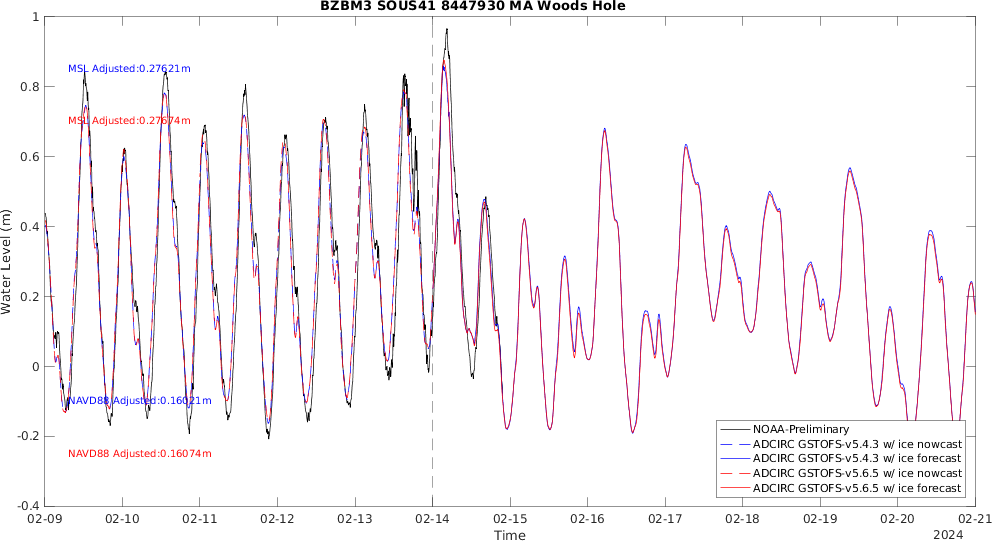 BZBM3 SOUS41 8447930 MA Woods Hole
1
0.8
0.6
0.4
0.2
0
-0.2
-0.4
Water Level (m)
MSL Adjusted:0.27621m
MSL Adjusted:0.27674m
NAVD88 Adjusted:0.16021m
NAVD88 Adjusted:0.16074m
NOAA-Preliminary
ADCIRC GSTOFS-v5.4.3 w/ ice nowcast
ADCIRC GSTOFS-v5.4.3 w/ ice forecast
ADCIRC GSTOFS-v5.6.5 w/ ice nowcast
ADCIRC GSTOFS-v5.6.5 w/ ice forecast
02-09 02-10 02-11 02-12 02-13 02-14 02-15 02-16 02-17 02-18 02-19 02-20 02-21
Time
2024